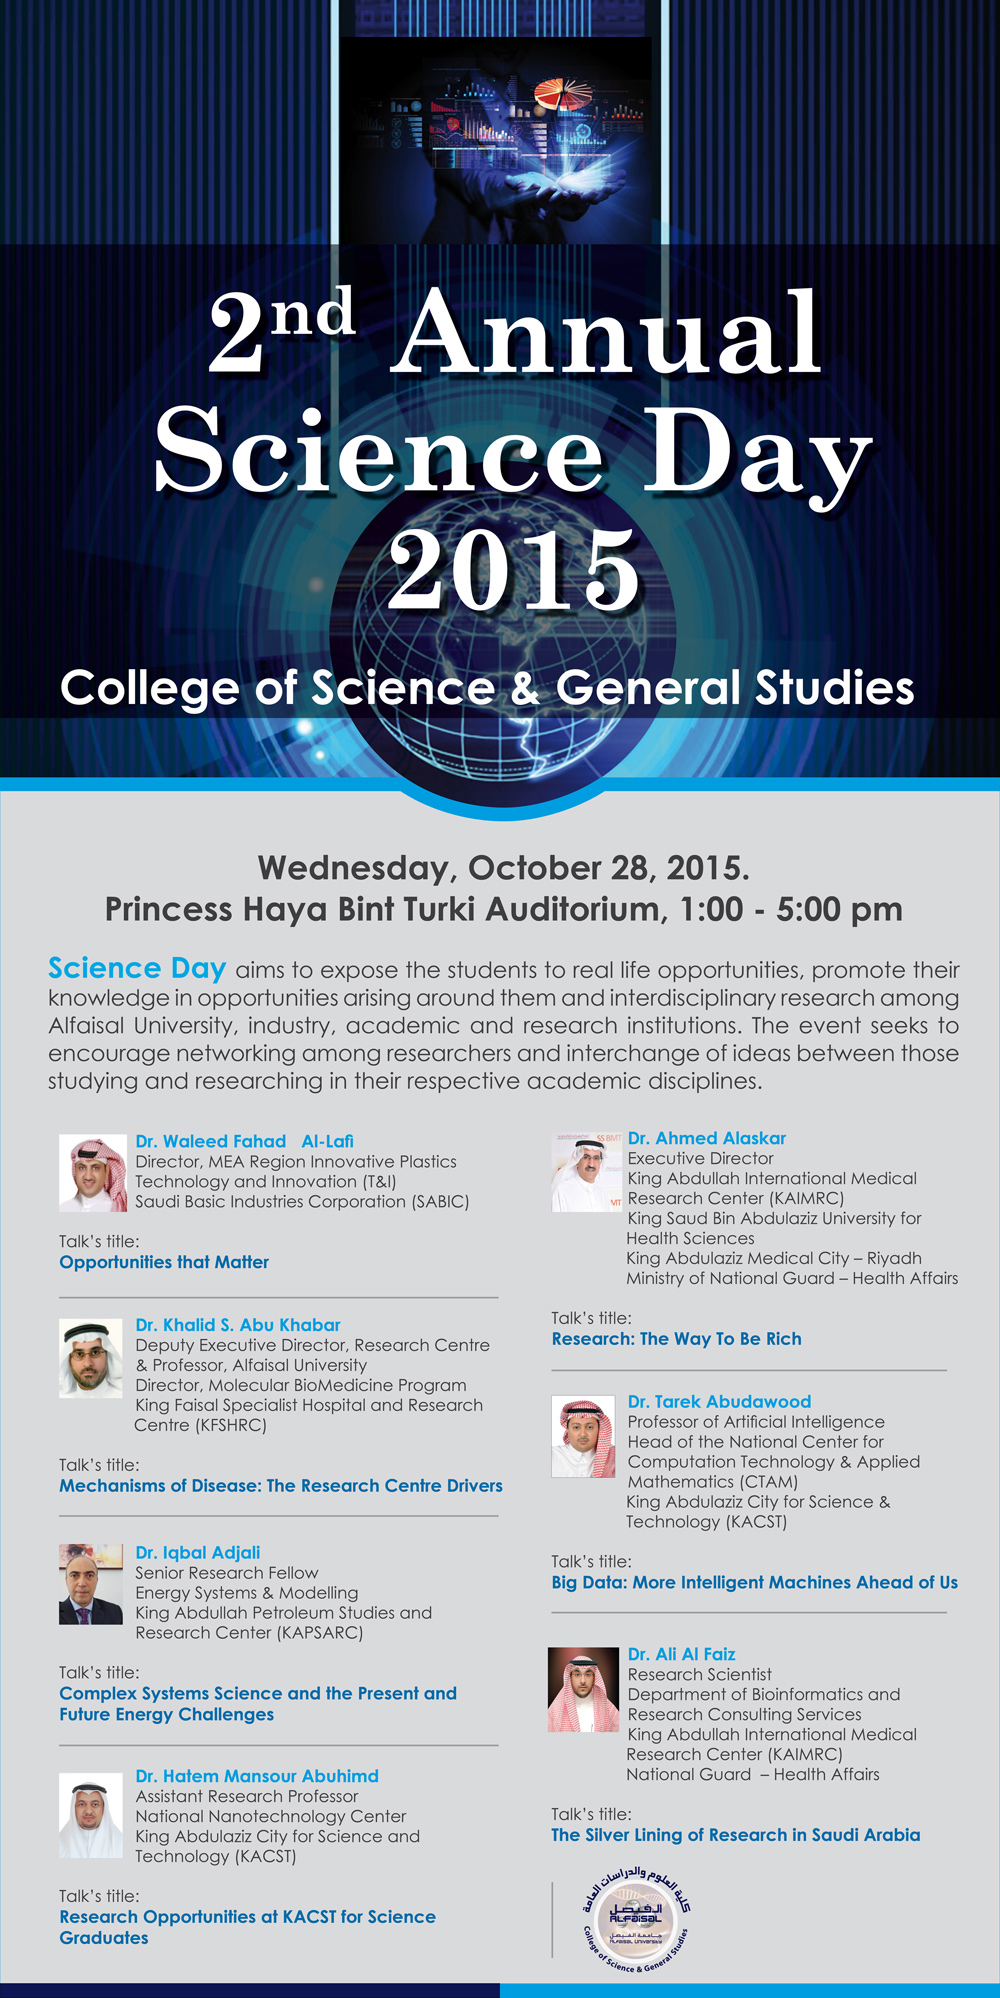 2nd Annual
Science Day
2015
College of Science & General Studies
Wednesday, October 28, 2015.
Princess Haya Bint Turki Auditorium, 1:00 - 5:00 pm
Science Day aims to expose the students to real life opportunities, promote their
knowledge in opportunities arising around them and interdisciplinary research among
Alfaisal University, industry, academic and research institutions. The event seeks to
encourage networking among researchers and interchange of ideas between those
studying and researching in their respective academic disciplines.
Dr. Waleed Fahad Al-Lafi
Director, MEA Region Innovative Plastics
Technology and Innovation (T&I)
Saudi Basic Industries Corporation (SABIC)
Talk's title:
Opportunities that Matter
Dr. Khalid S. Abu Khabar
Deputy Executive Director, Research Centre
& Professor, Alfaisal University
Director, Molecular BioMedicine Program
King Faisal Specialist Hospital and Research
Centre (KFSHRC)
Talk's title:
Mechanisms of Disease: The Research Centre Drivers
Dr. Iqbal Adjali
Senior Research Fellow
Energy Systems & Modelling
King Abdullah Petroleum Studies and
Research Center (KAPSARC)
Talk's title:
Complex Systems Science and the Present and
Future Energy Challenges
Dr. Hatem Mansour Abuhimd
Assistant Research Professor
National Nanotechnology Center
King Abdulaziz City for Science and
Technology (KACST)
Talk's title:
Research Opportunities at KACST for Science
Graduates
Dr. Ahmed Alaskar
Executive Director
King Abdullah International Medical
Research Center (KAIMRC)
King Saud Bin Abdulaziz University for
Health Sciences
King Abdulaziz Medical City – Riyadh
Ministry of National Guard – Health Affairs
Talk's title:
Research: The Way To Be Rich
Dr. Tarek Abudawood
Professor of Artificial Intelligence
Head of the National Center for
Computation Technology & Applied
Mathematics (CTAM)
King Abdulaziz City for Science &
Technology (KACST)
Talk's title:
Big Data: More Intelligent Machines Ahead of Us
Dr. Ali Al Faiz
Research Scientist
Department of Bioinformatics and
Research Consulting Services
King Abdullah International Medical
Research Center (KAIMRC)
National Guard – Health Affairs
Talk's title:
The Silver Lining of Research in Saudi Arabia
كلية العلوم والدراسات العامة
الفيصل
ALFAISAL
جامعة الفيصل
Alfaisal University
College of Science & General Studies